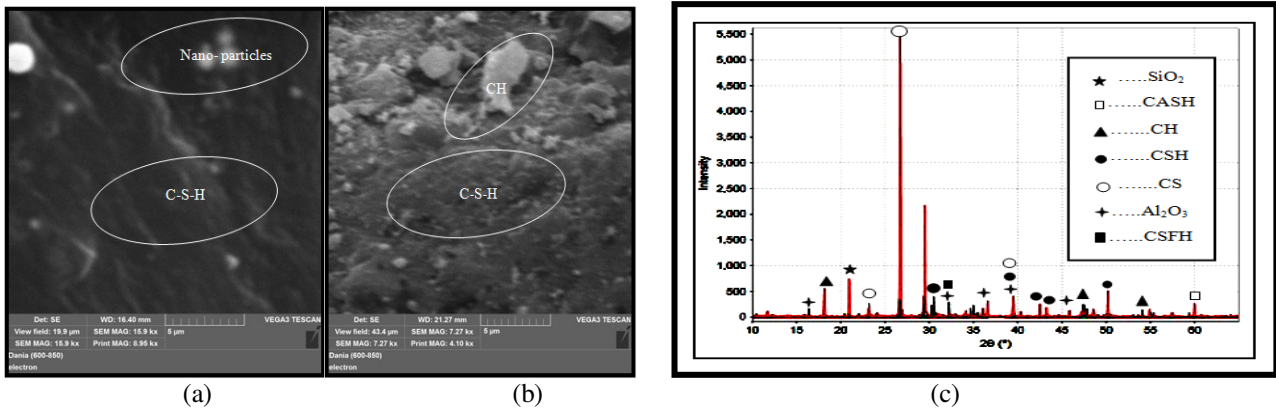 Nano- particles
C-S-H
Det: SE WD: 16.40 mm VEGA3 TESCAN
View field: 19.9 µm SEM MAG: 15.9 kx 5 µm
SEM MAG: 15.9 kx Print MAG: 8.95 kx
Dania (600-850)
electron
(a)
CH
C-S-H
Det: SE WD: 21.27 mm VEGA3 TESCAN
View field: 43.4 µm SEM MAG: 7.27 kx 5 µm
SEM MAG: 7.27 kx Print MAG: 4.10 kx
Dania (600-850)
electron
(b)
Intensity
5,500
5,000
4,500
4,000
3,500
3,000
2,500
2,000
1,500
1,000
500
0
10 20 30 40 50 60
2Θ (°)
★ ......SiO₂
□ ......CASH
▲ ......CH
● ......CSH
○ ......CS
✦ ......Al₂O₃
■ ......CSFH
(c)